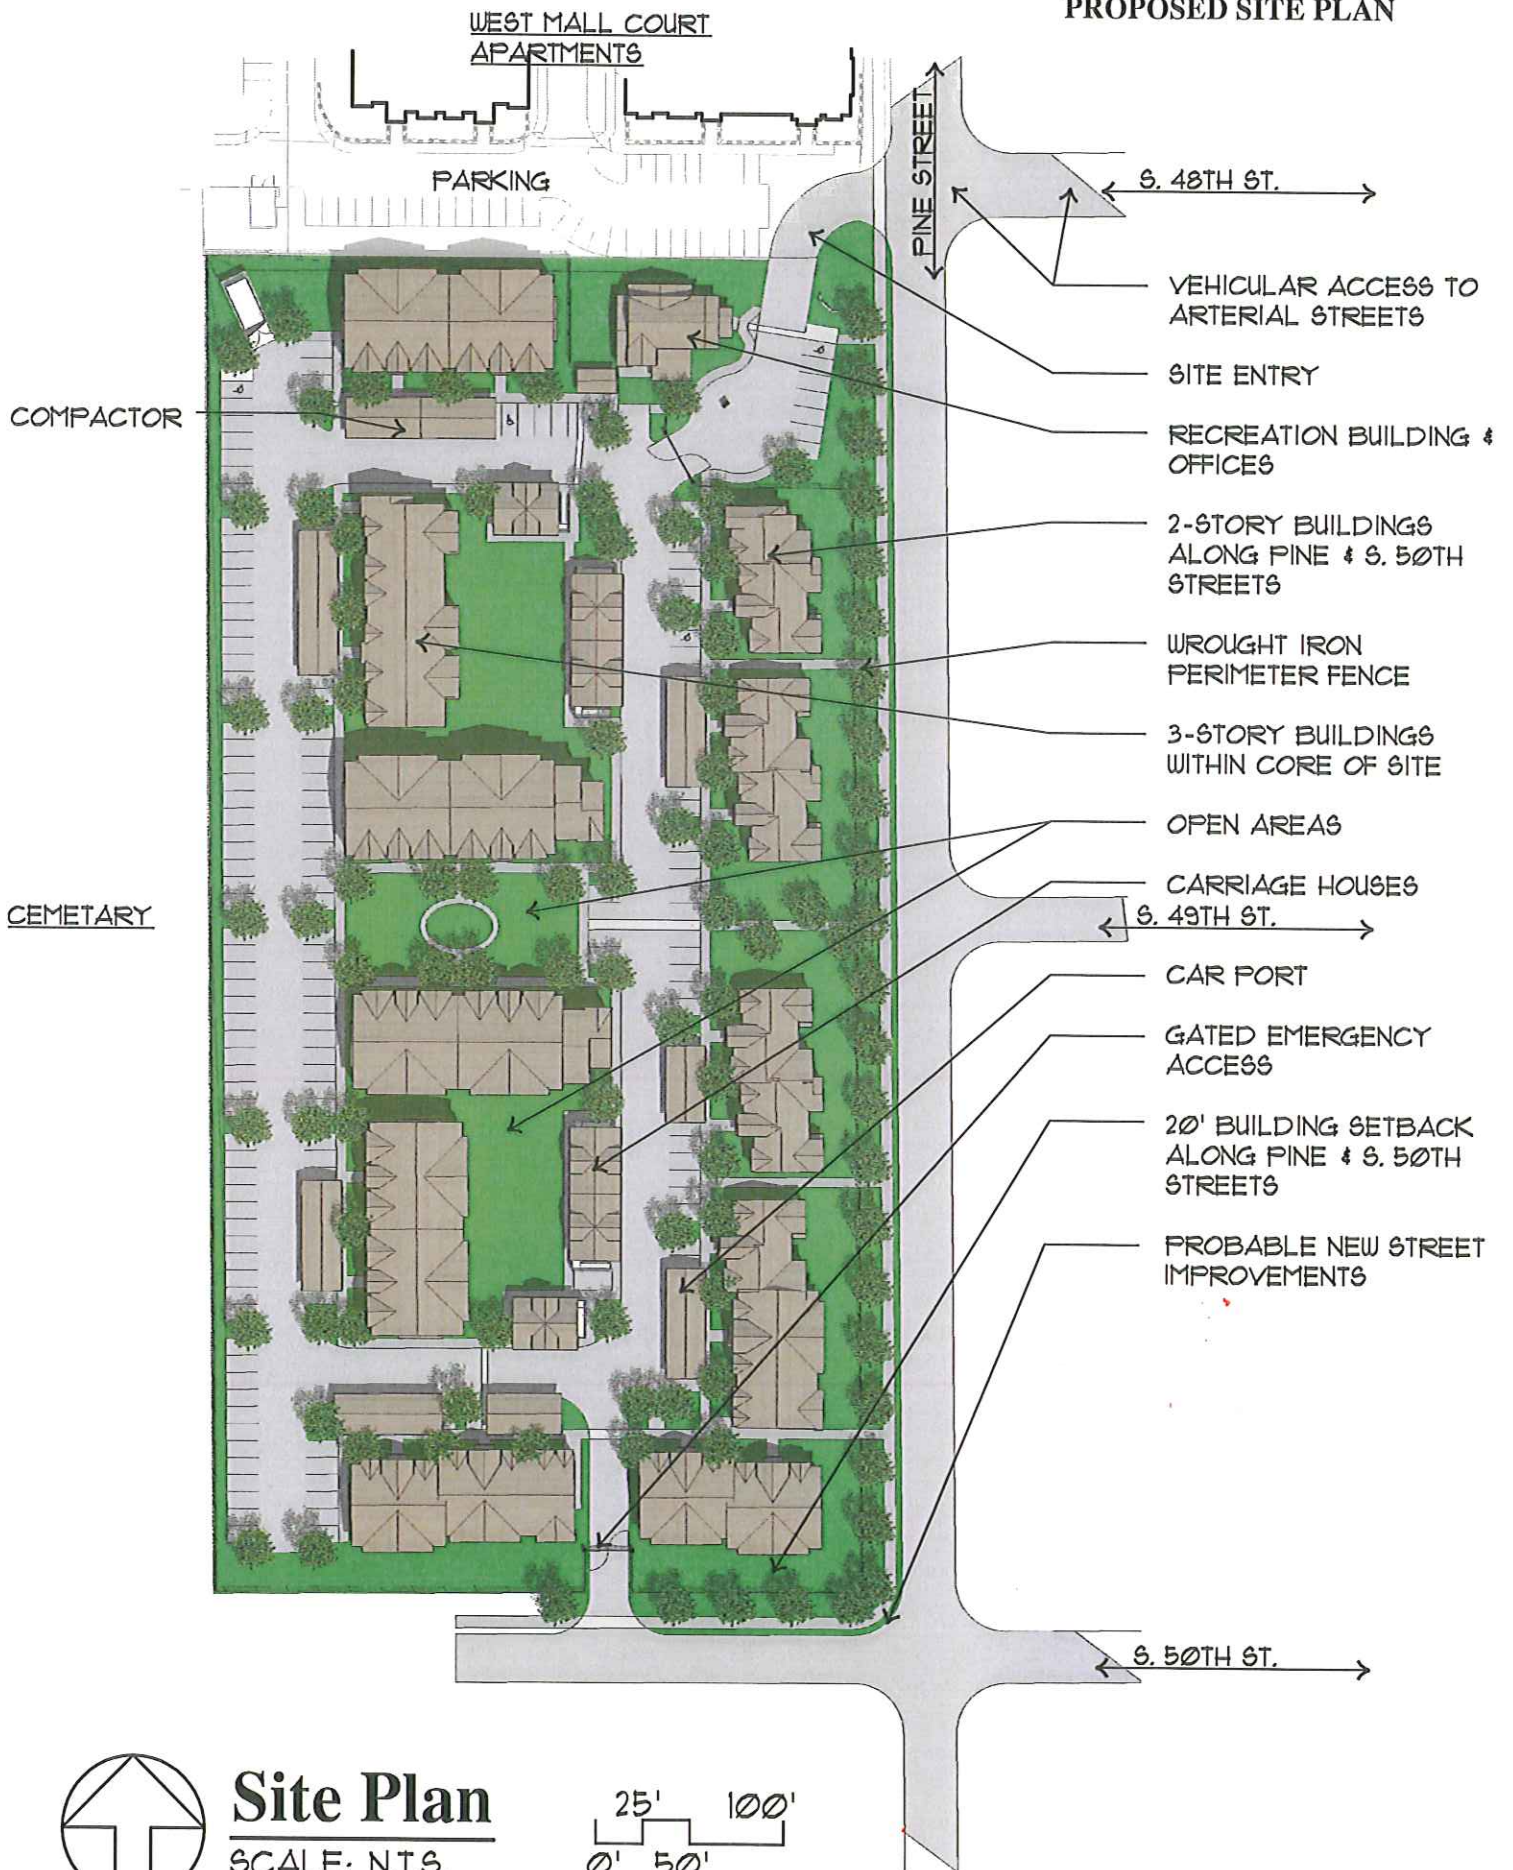 PROPOSED SITE PLAN
WEST MALL COURT
APARTMENTS
PINE STREET
S. 48TH ST.
PARKING
VEHICULAR ACCESS TO
ARTERIAL STREETS
SITE ENTRY
COMPACTOR
RECREATION BUILDING &
OFFICES
2-STORY BUILDINGS
ALONG PINE & S. 50TH
STREETS
WROUGHT IRON
PERIMETER FENCE
3-STORY BUILDINGS
WITHIN CORE OF SITE
OPEN AREAS
CARRIAGE HOUSES
CEMETARY
S. 49TH ST.
CAR PORT
GATED EMERGENCY
ACCESS
20' BUILDING SETBACK
ALONG PINE & S. 50TH
STREETS
PROBABLE NEW STREET
IMPROVEMENTS
S. 50TH ST.
Site Plan
SCALE: NTS
25' 100'
0' 50'